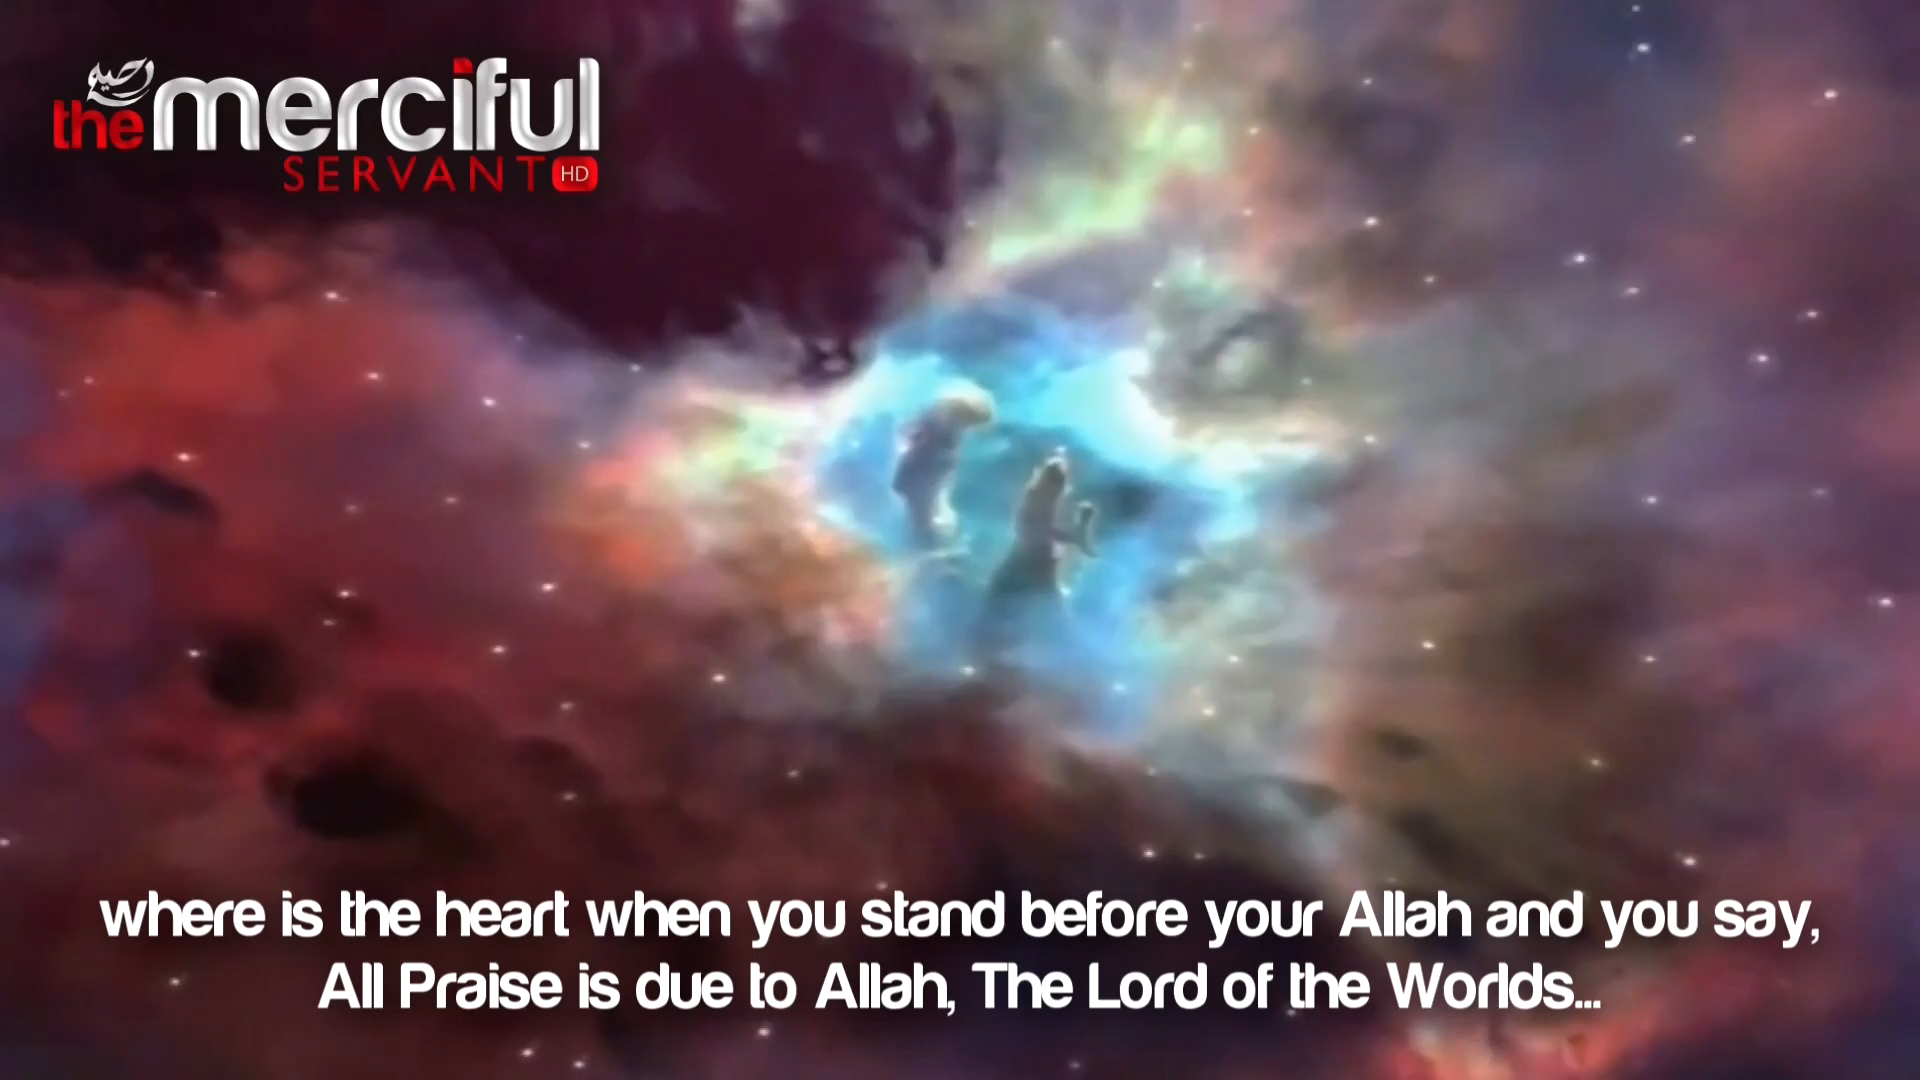 the merciful
SERVANT HD
where is the heart when you stand before your Allah and you say,
All Praise is due to Allah, The Lord of the Worlds...